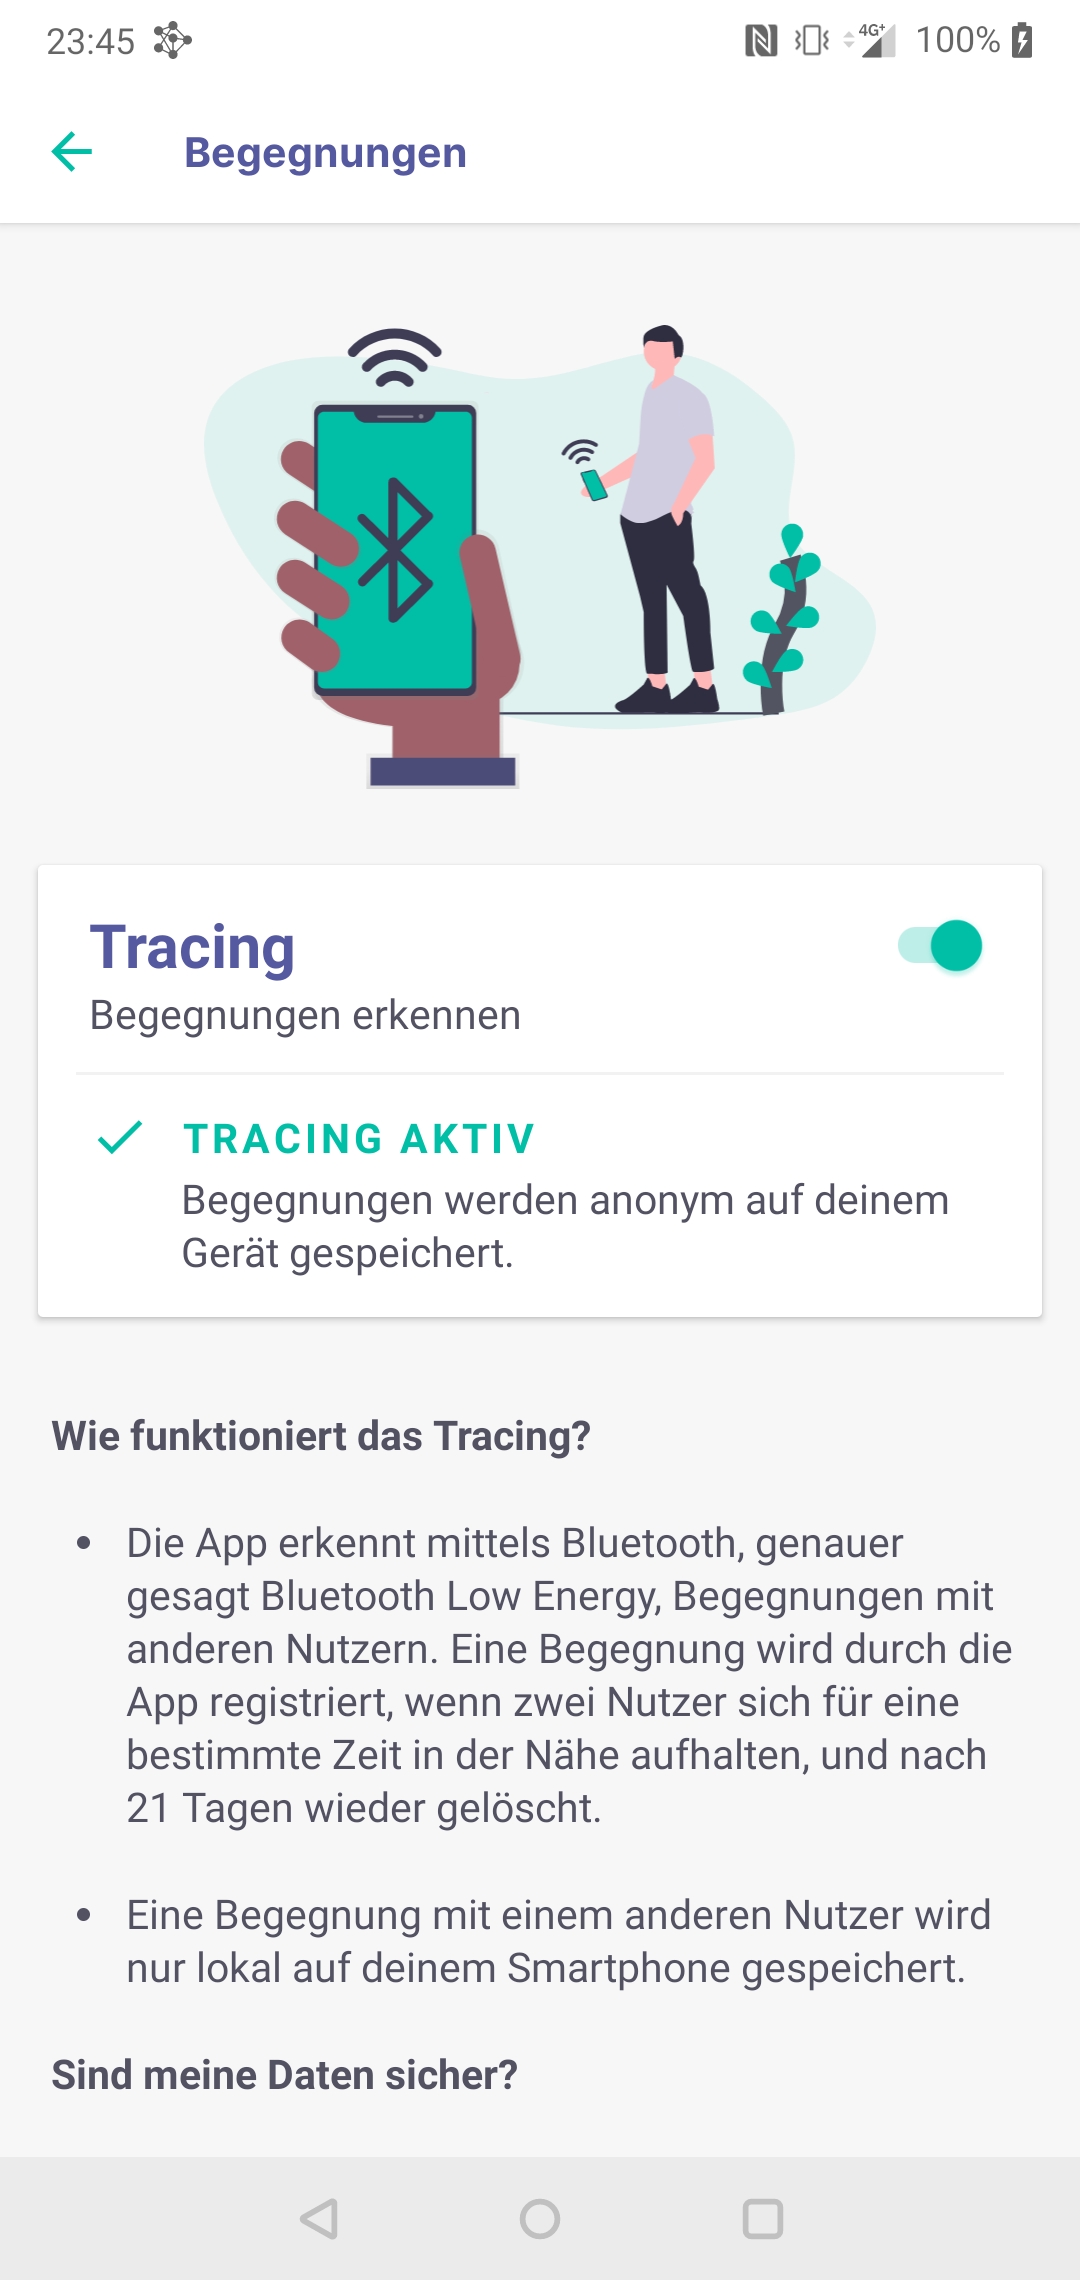 23:45
4G+ 100%
Begegnungen
Tracing
Begegnungen erkennen
TRACING AKTIV
Begegnungen werden anonym auf deinem
Gerät gespeichert.
Wie funktioniert das Tracing?
• Die App erkennt mittels Bluetooth, genauer
gesagt Bluetooth Low Energy, Begegnungen mit
anderen Nutzern. Eine Begegnung wird durch die
App registriert, wenn zwei Nutzer sich für eine
bestimmte Zeit in der Nähe aufhalten, und nach
21 Tagen wieder gelöscht.
• Eine Begegnung mit einem anderen Nutzer wird
nur lokal auf deinem Smartphone gespeichert.
Sind meine Daten sicher?